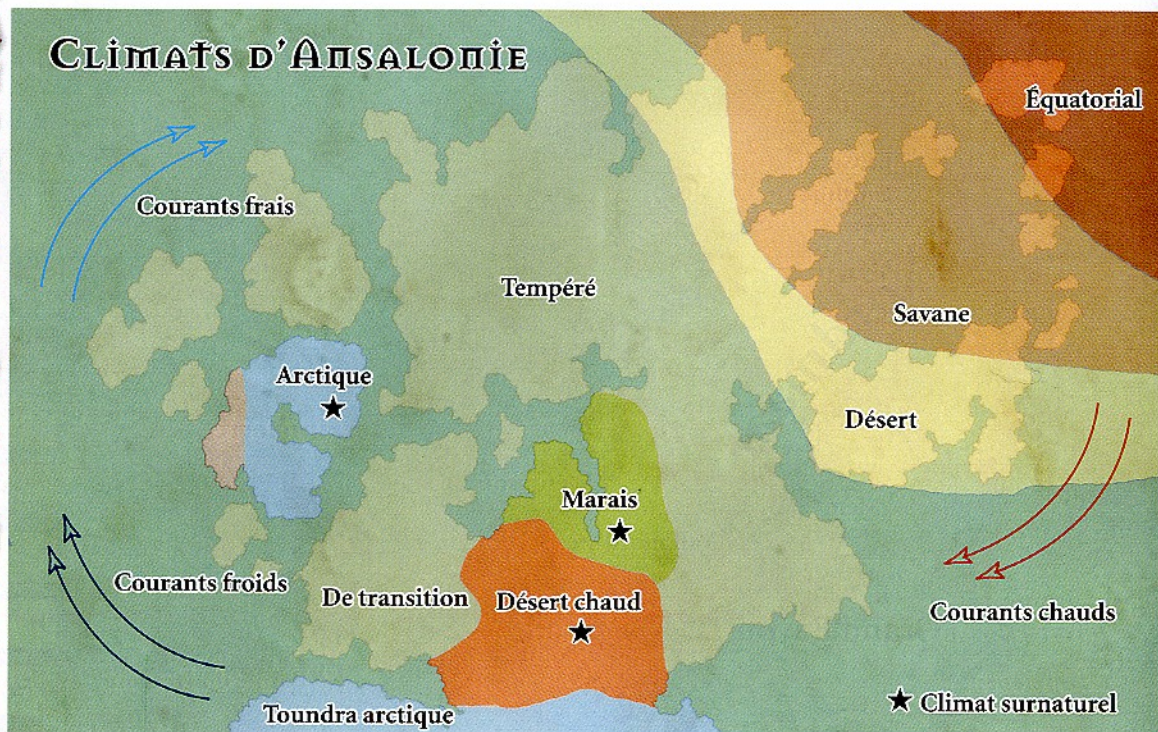 Climats d'Ansalonie
Équatorial
Courants frais
Tempéré
Savane
Arctique
Désert
Marais
Courants froids
De transition
Désert chaud
Courants chauds
Toundra arctique
Climat surnaturel